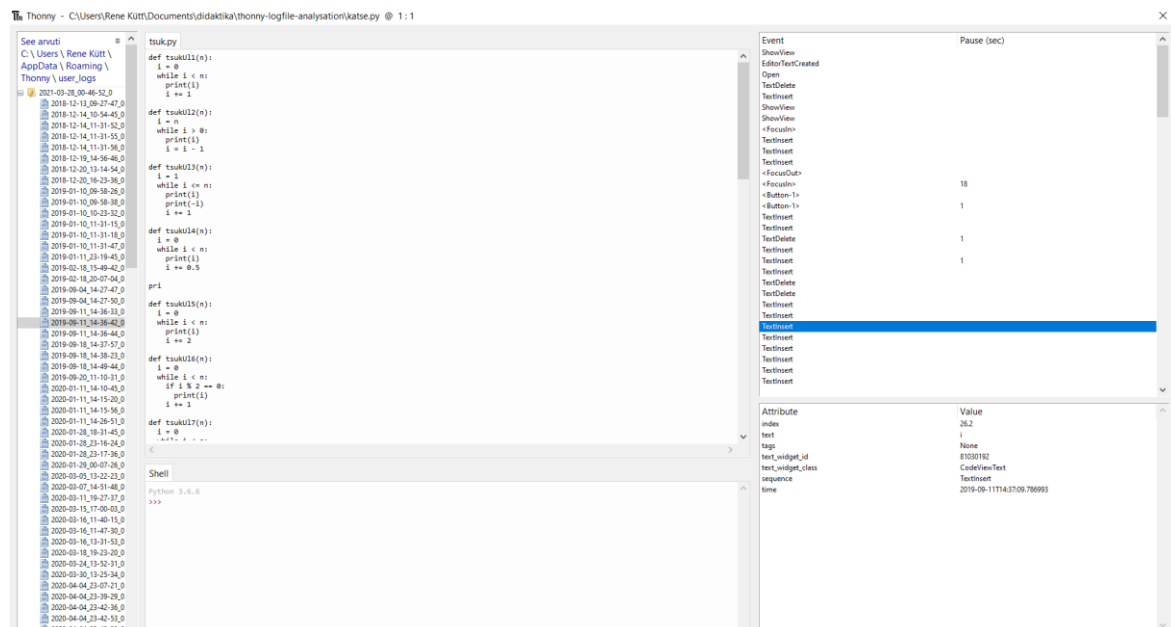 Thonny - C:\Users\Rene Kütt\Documents\didaktika\thonny-logfile-analysation\katse.py @ 1 : 1
See arvuti
C: \ Users \ Rene Kütt \
AppData \ Roaming \
Thonny \ user_logs
2021-03-28_00-46-52_0
2018-12-13_09-27-47_0
2018-12-14_10-54-45_0
2018-12-14_11-31-52_0
2018-12-14_11-31-55_0
2018-12-14_11-31-56_0
2018-12-19_14-56-46_0
2018-12-20_13-14-54_0
2018-12-20_16-23-36_0
2019-01-10_09-58-26_0
2019-01-10_09-58-38_0
2019-01-10_10-23-32_0
2019-01-10_11-31-15_0
2019-01-10_11-31-18_0
2019-01-10_11-31-47_0
2019-01-11_23-19-45_0
2019-02-18_15-49-42_0
2019-02-18_20-07-04_0
2019-09-04_14-27-47_0
2019-09-04_14-27-50_0
2019-09-11_14-36-33_0
2019-09-11_14-36-42_0
2019-09-11_14-36-44_0
2019-09-18_14-37-57_0
2019-09-18_14-38-23_0
2019-09-18_14-49-44_0
2019-09-20_11-10-31_0
2020-01-11_14-10-45_0
2020-01-11_14-15-20_0
2020-01-11_14-15-56_0
2020-01-11_14-26-51_0
2020-01-28_18-31-45_0
2020-01-28_23-16-24_0
2020-01-28_23-17-36_0
2020-01-29_00-07-26_0
2020-03-05_13-22-23_0
2020-03-07_14-51-48_0
2020-03-11_19-27-37_0
2020-03-15_17-00-03_0
2020-03-16_11-40-15_0
2020-03-16_11-47-30_0
2020-03-16_13-31-53_0
2020-03-18_19-23-20_0
2020-03-24_13-52-31_0
2020-03-30_13-25-34_0
2020-04-04_23-07-21_0
2020-04-04_23-39-29_0
2020-04-04_23-42-36_0
2020-04-04_23-42-53_0
tsuk.py
def tsukUl1(n):
  i = 0
  while i < n:
    print(i)
    i += 1
def tsukUl2(n):
  i = n
  while i > 0:
    print(i)
    i = i - 1
def tsukUl3(n):
  i = 1
  while i <= n:
    print(i)
    print(-i)
    i += 1
def tsukUl4(n):
  i = 0
  while i < n:
    print(i)
    i += 0.5
pri
def tsukUl5(n):
  i = 0
  while i < n:
    print(i)
    i += 2
def tsukUl6(n):
  i = 0
  while i < n:
    if i % 2 == 0:
      print(i)
    i += 1
def tsukUl7(n):
  i = 0
Shell
Python 3.6.6
>>>
Event Pause (sec)
ShowView
EditorTextCreated
Open
TextDelete
TextInsert
ShowView
ShowView
<FocusIn>
TextInsert
TextInsert
TextInsert
<FocusOut>
<FocusIn> 18
<Button-1>
<Button-1> 1
TextInsert
TextInsert
TextDelete 1
TextInsert
TextInsert 1
TextInsert
TextInsert
TextDelete
TextDelete
TextInsert
TextInsert
TextInsert
TextInsert
TextInsert
TextInsert
TextInsert
TextInsert
Attribute Value
index 26.2
text i
tags None
text_widget_id 81030192
text_widget_class CodeViewText
sequence TextInsert
time 2019-09-11T14:37:09.786993